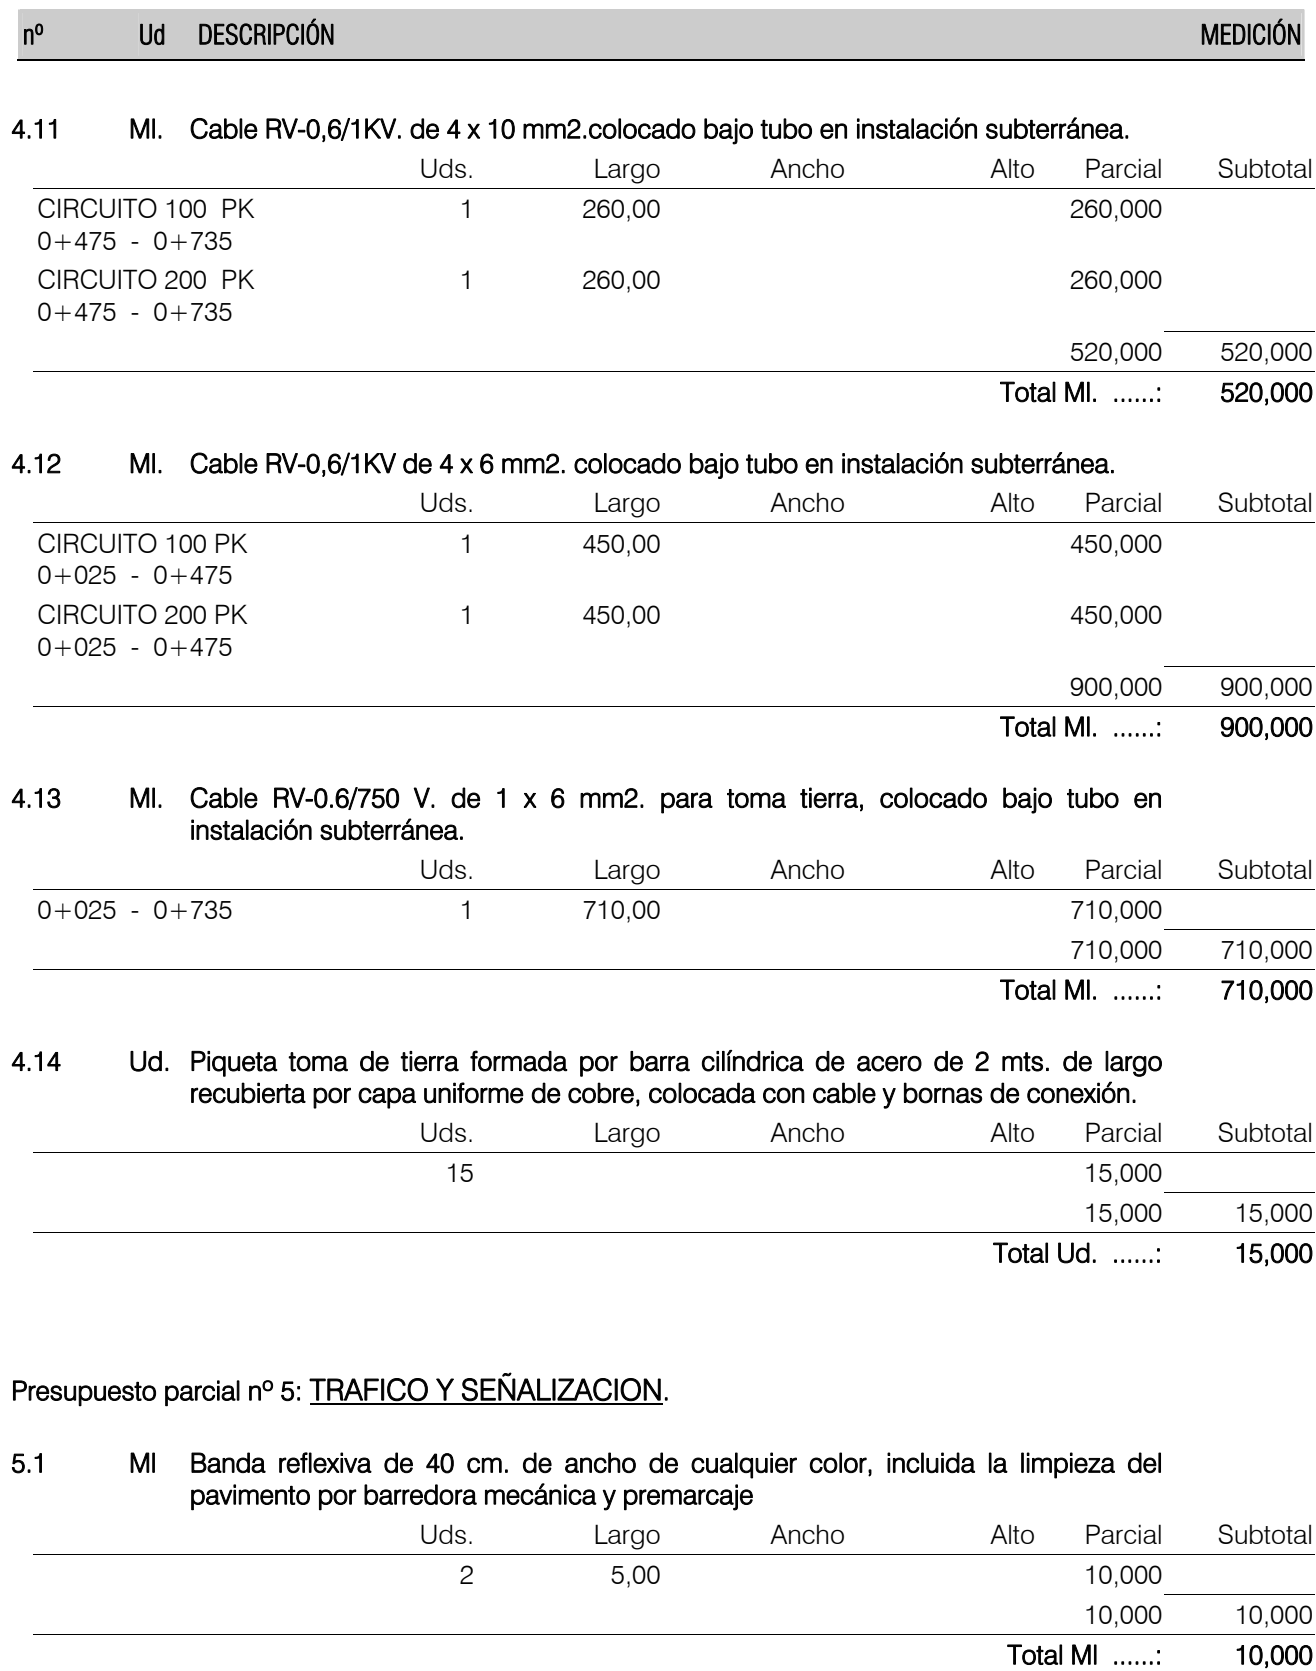 nº Ud DESCRIPCIÓN MEDICIÓN
4.11 Ml. Cable RV-0,6/1KV. de 4 x 10 mm2.colocado bajo tubo en instalación subterránea.
Uds. Largo Ancho Alto Parcial Subtotal
CIRCUITO 100 PK 1 260,00 260,000
0+475 - 0+735
CIRCUITO 200 PK 1 260,00 260,000
0+475 - 0+735
520,000 520,000
Total Ml. ......: 520,000
4.12 Ml. Cable RV-0,6/1KV de 4 x 6 mm2. colocado bajo tubo en instalación subterránea.
Uds. Largo Ancho Alto Parcial Subtotal
CIRCUITO 100 PK 1 450,00 450,000
0+025 - 0+475
CIRCUITO 200 PK 1 450,00 450,000
0+025 - 0+475
900,000 900,000
Total Ml. ......: 900,000
4.13 Ml. Cable RV-0.6/750 V. de 1 x 6 mm2. para toma tierra, colocado bajo tubo en
instalación subterránea.
Uds. Largo Ancho Alto Parcial Subtotal
0+025 - 0+735 1 710,00 710,000
710,000 710,000
Total Ml. ......: 710,000
4.14 Ud. Piqueta toma de tierra formada por barra cilíndrica de acero de 2 mts. de largo
recubierta por capa uniforme de cobre, colocada con cable y bornas de conexión.
Uds. Largo Ancho Alto Parcial Subtotal
15 15,000
15,000 15,000
Total Ud. ......: 15,000
Presupuesto parcial nº 5: TRAFICO Y SEÑALIZACION.
5.1 Ml Banda reflexiva de 40 cm. de ancho de cualquier color, incluida la limpieza del
pavimento por barredora mecánica y premarcaje
Uds. Largo Ancho Alto Parcial Subtotal
2 5,00 10,000
10,000 10,000
Total Ml ......: 10,000